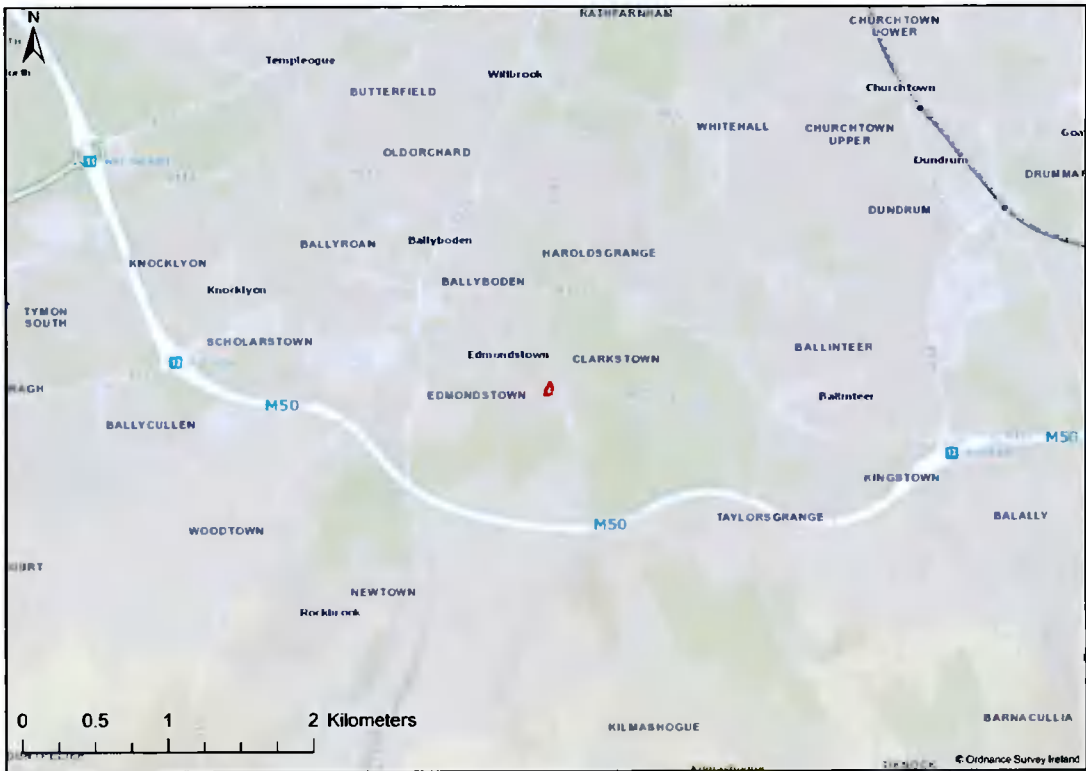 N
RATHFARNHAM
CHURCHTOWN
LOWER
Templeogue
Willbrook
Churchtown
BUTTERFIELD
WHITEHALL
CHURCHTOWN
UPPER
OLDORCHARD
Dundrum
DUNDRUM
BALLYROAN
Ballyboden
HAROLDSGRANGE
KNOCKLYON
BALLYBODEN
Knocklyon
TYMON
SOUTH
SCHOLARSTOWN
Edmondstown
CLARKSTOWN
BALLINTEER
12
EDMONDSTOWN
Ballinteer
M50
BALLYCULLEN
M50
13
KINGSTOWN
M50
TAYLORSGRANGE
BALALLY
WOODTOWN
NEWTOWN
Rockbrook
0 0.5 1 2 Kilometers
KILMASHOGUE
BARNACULLIA
© Ordnance Survey Ireland